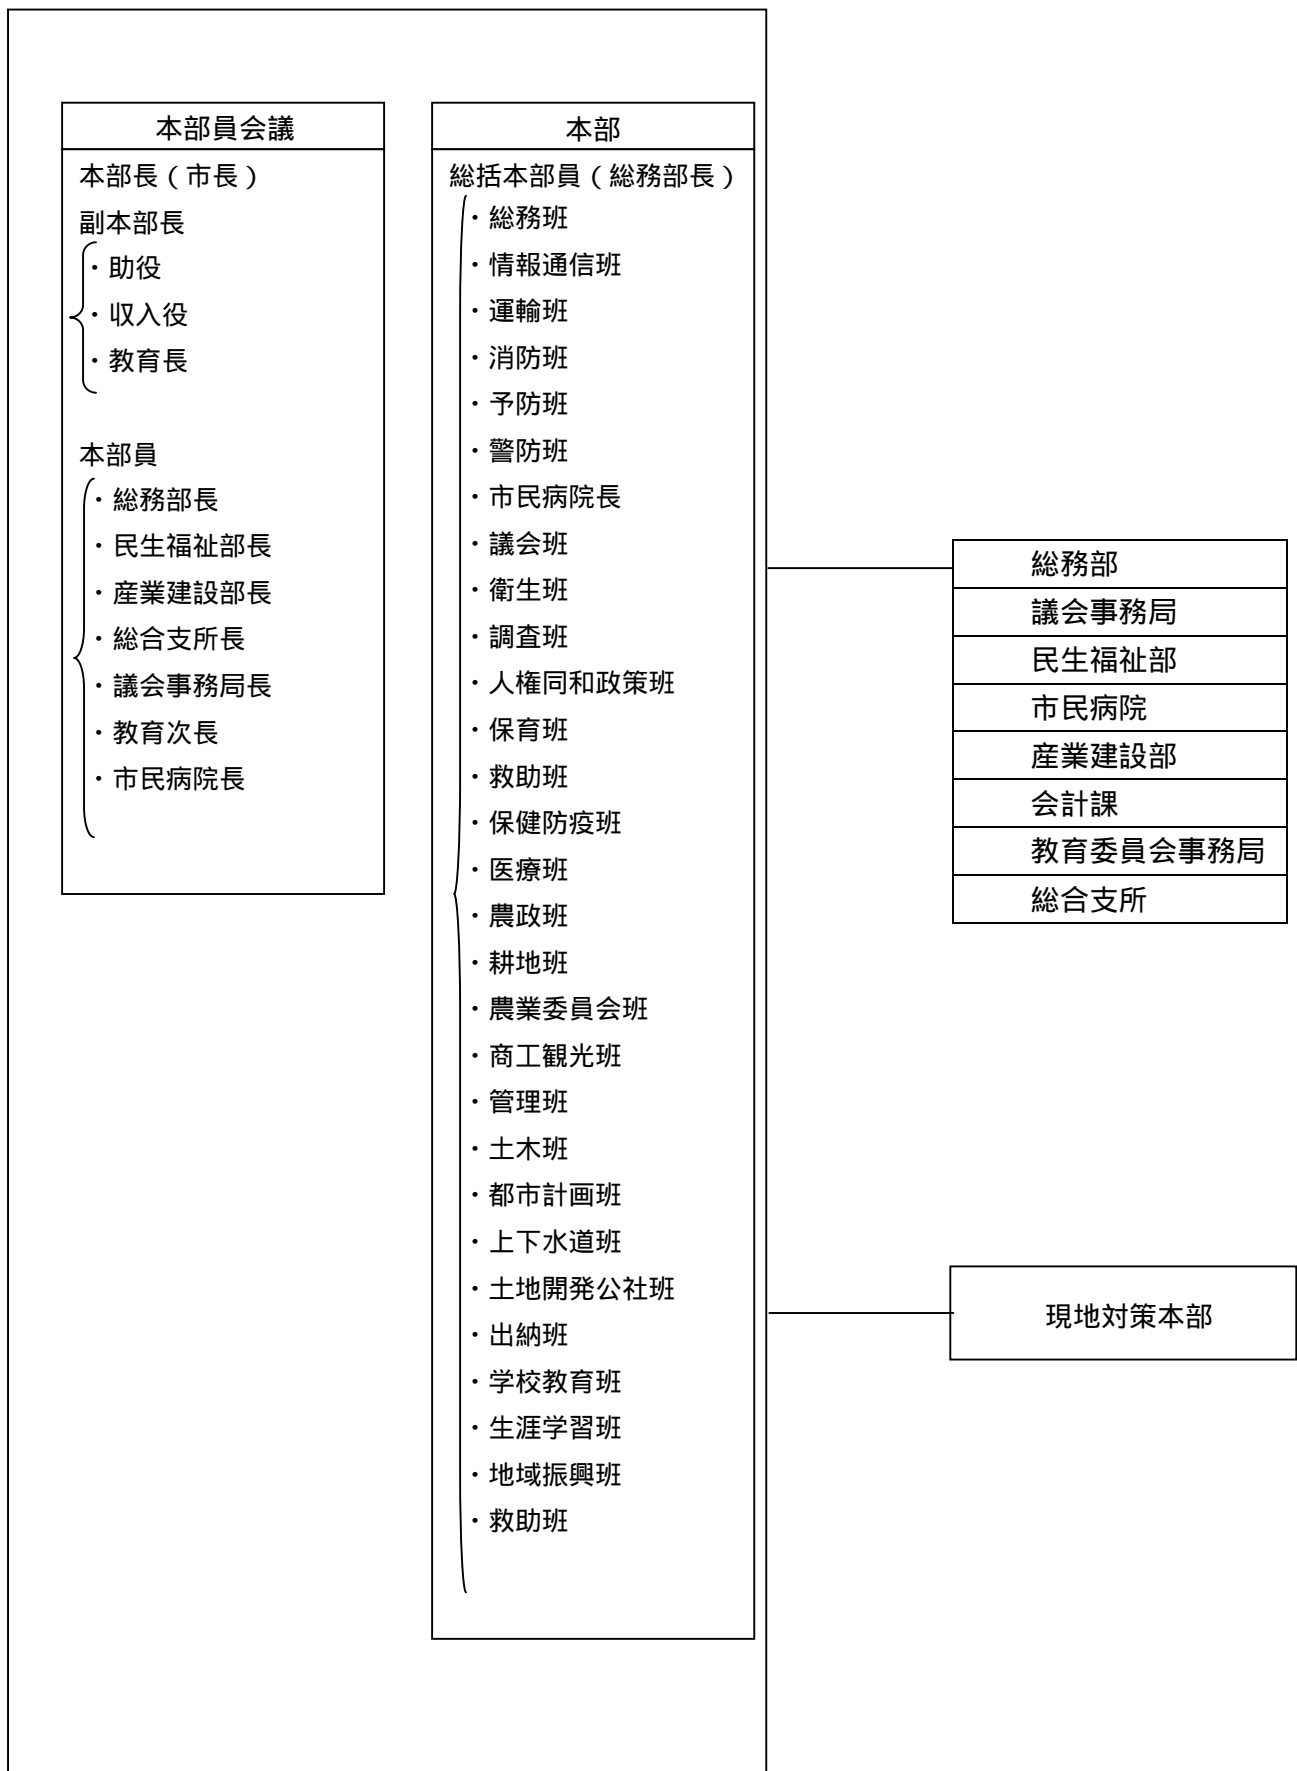 本部員会議
本部長（市長）
副本部長
・助役
・収入役
・教育長
本部員
・総務部長
・民生福祉部長
・産業建設部長
・総合支所長
・議会事務局長
・教育次長
・市民病院長
本部
総括本部員（総務部長）
・総務班
・情報通信班
・運輸班
・消防班
・予防班
・警防班
・市民病院長
・議会班
・衛生班
・調査班
・人権同和政策班
・保育班
・救助班
・保健防疫班
・医療班
・農政班
・耕地班
・農業委員会班
・商工観光班
・管理班
・土木班
・都市計画班
・上下水道班
・土地開発公社班
・出納班
・学校教育班
・生涯学習班
・地域振興班
・救助班
総務部
議会事務局
民生福祉部
市民病院
産業建設部
会計課
教育委員会事務局
総合支所
現地対策本部